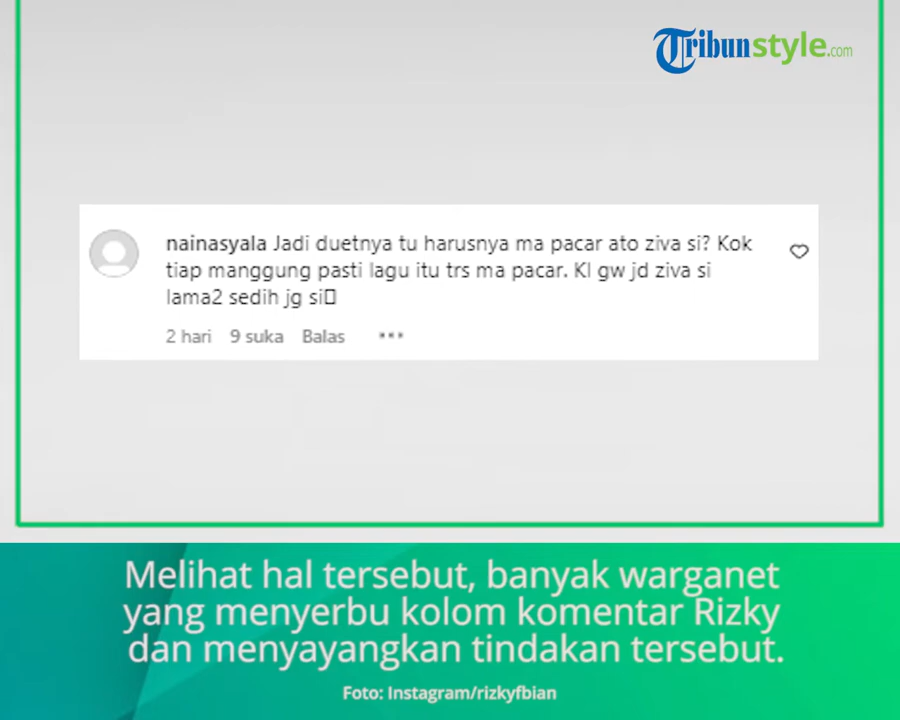 Tribunstyle.com
nainasyala Jadi duetnya tu harusnya ma pacar ato ziva si? Kok
tiap manggung pasti lagu itu trs ma pacar. Kl gw jd ziva si
lama2 sedih jg si
2 hari 9 suka Balas •••
Melihat hal tersebut, banyak warganet
yang menyerbu kolom komentar Rizky
dan menyayangkan tindakan tersebut.
Foto: Instagram/rizkyfbian